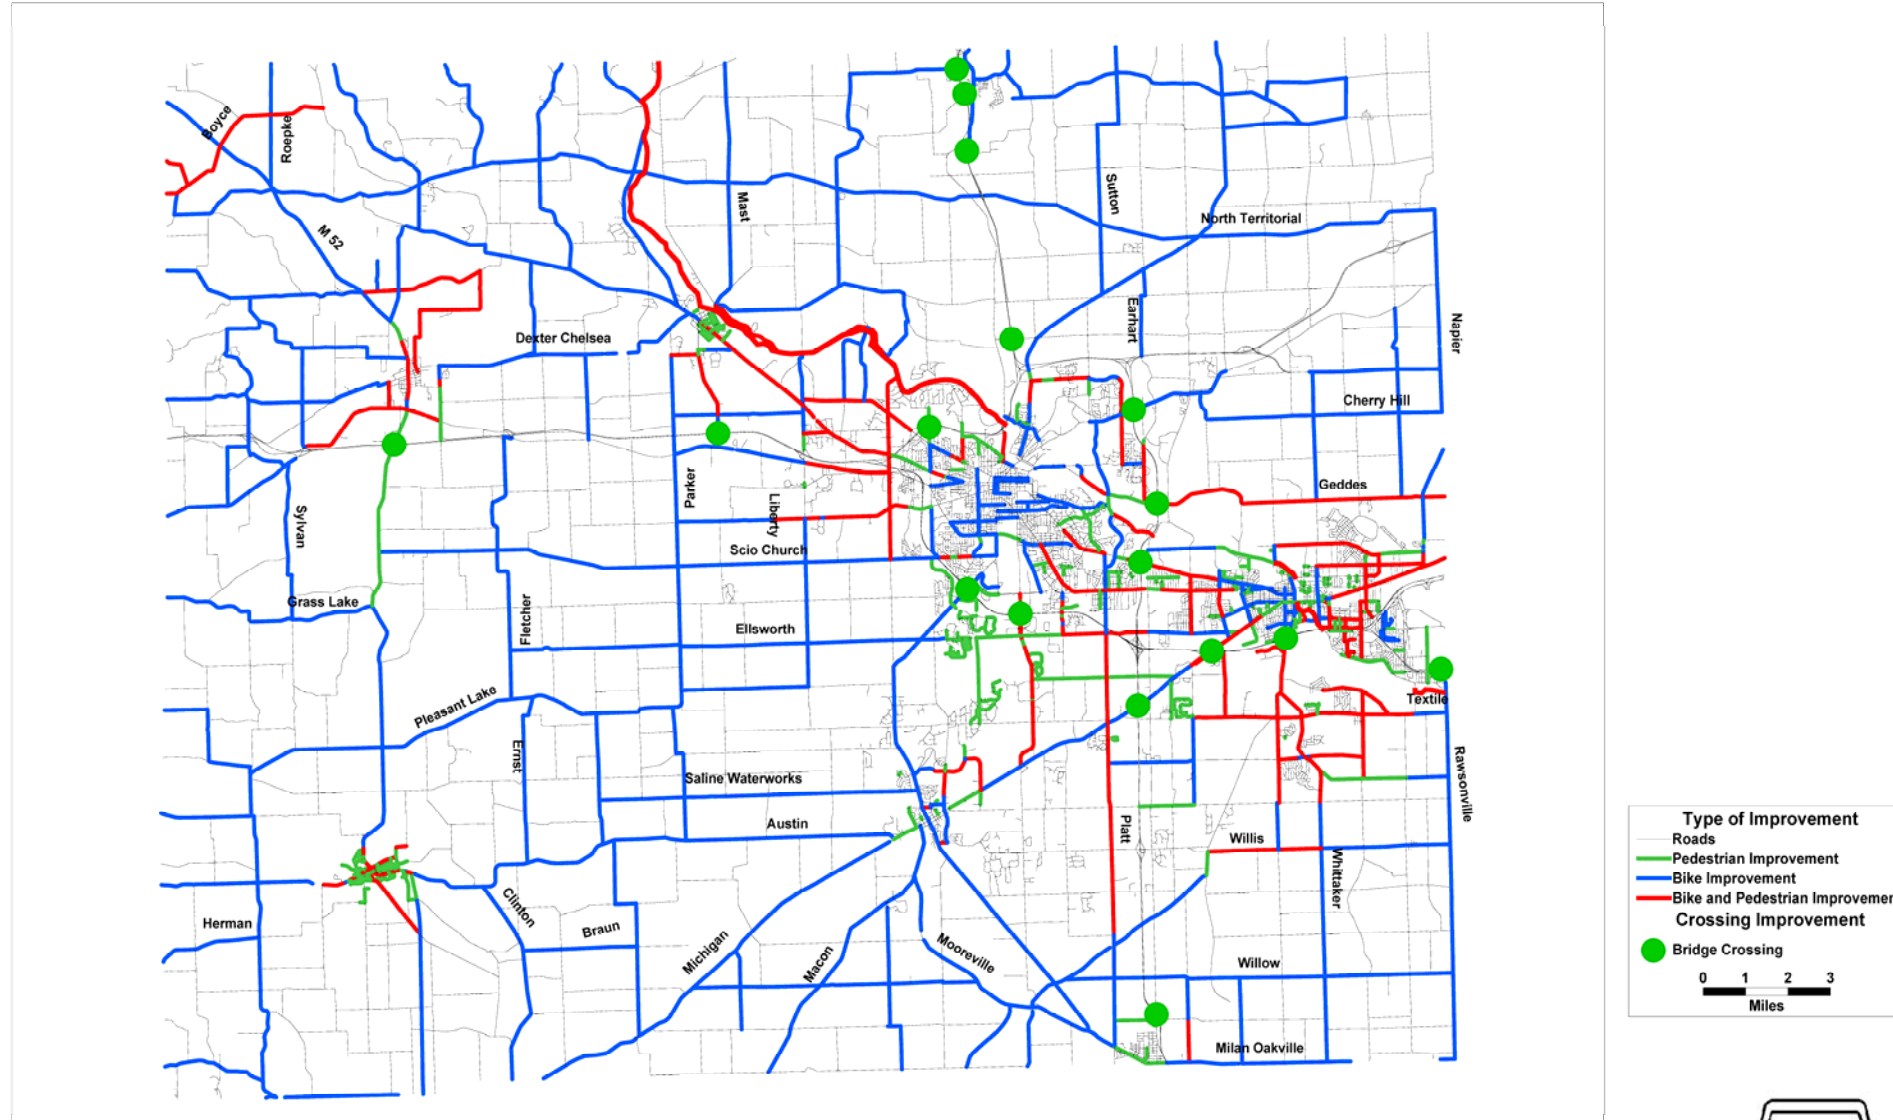 Boyce
Roepke
Mast
Sutton
North Territorial
M 52
Earhart
Napier
Dexter Chelsea
Cherry Hill
Parker
Liberty
Geddes
Sylvan
Scio Church
Grass Lake
Fletcher
Ellsworth
Pleasant Lake
Textile
Ernst
Saline Waterworks
Rawsonville
Austin
Platt
Willis
Whittaker
Clinton
Herman
Braun
Michigan
Macon
Mooreville
Willow
Milan Oakville
Type of Improvement
Roads
Pedestrian Improvement
Bike Improvement
Bike and Pedestrian Improvemen
Crossing Improvement
Bridge Crossing
0 1 2 3
Miles